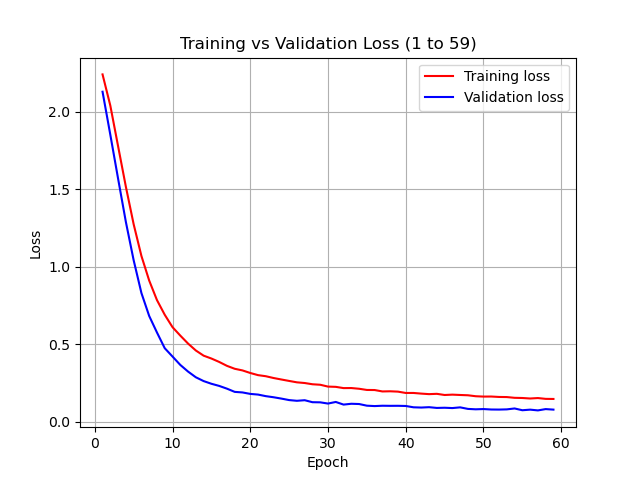 Training vs Validation Loss (1 to 59)
Training loss
Validation loss
Loss
2.0
1.5
1.0
0.5
0.0
0 10 20 30 40 50 60
Epoch